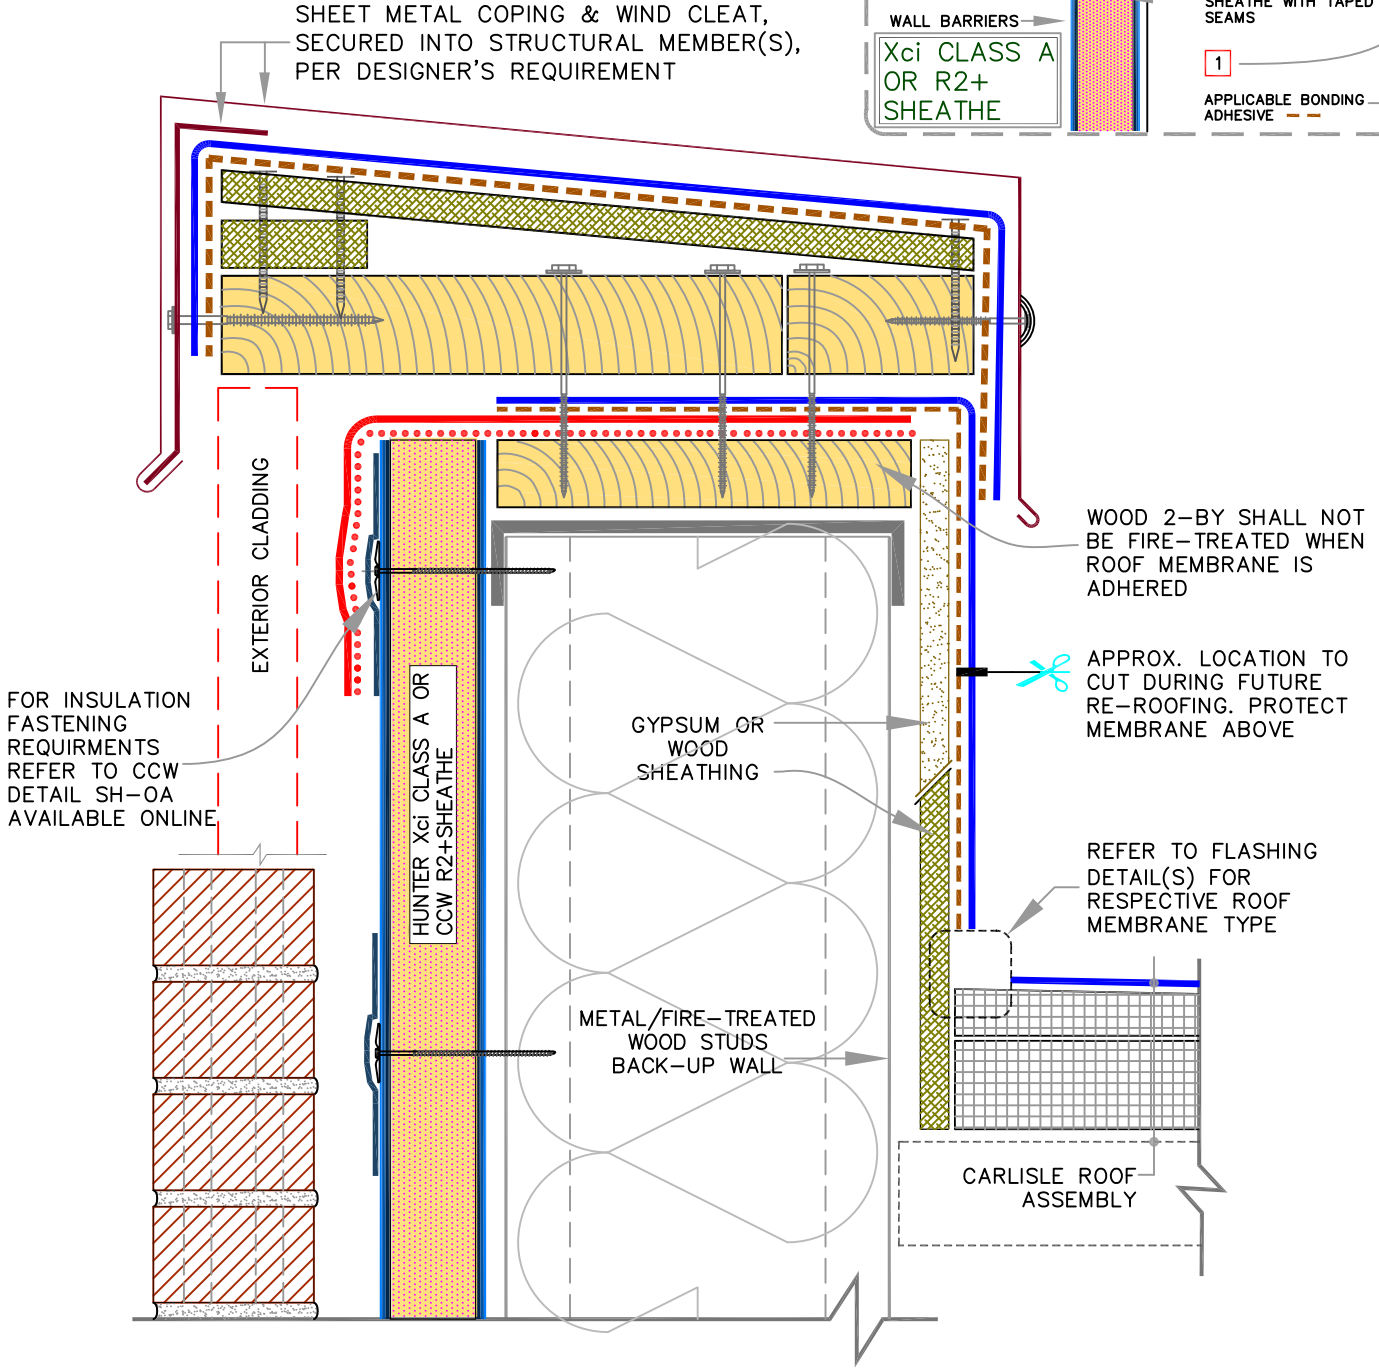 SHEET METAL COPING & WIND CLEAT,
SECURED INTO STRUCTURAL MEMBER(S),
PER DESIGNER'S REQUIREMENT
WALL BARRIERS
Xci CLASS A
OR R2+
SHEATHE
SHEATHE WITH TAPED
SEAMS
1
APPLICABLE BONDING
ADHESIVE
EXTERIOR CLADDING
WOOD 2-BY SHALL NOT
BE FIRE-TREATED WHEN
ROOF MEMBRANE IS
ADHERED
APPROX. LOCATION TO
CUT DURING FUTURE
RE-ROOFING. PROTECT
MEMBRANE ABOVE
FOR INSULATION
FASTENING
REQUIRMENTS
REFER TO CCW
DETAIL SH-OA
AVAILABLE ONLINE
HUNTER Xci CLASS A OR
CCW R2+SHEATHE
GYPSUM OR
WOOD
SHEATHING
REFER TO FLASHING
DETAIL(S) FOR
RESPECTIVE ROOF
MEMBRANE TYPE
METAL/FIRE-TREATED
WOOD STUDS
BACK-UP WALL
CARLISLE ROOF
ASSEMBLY